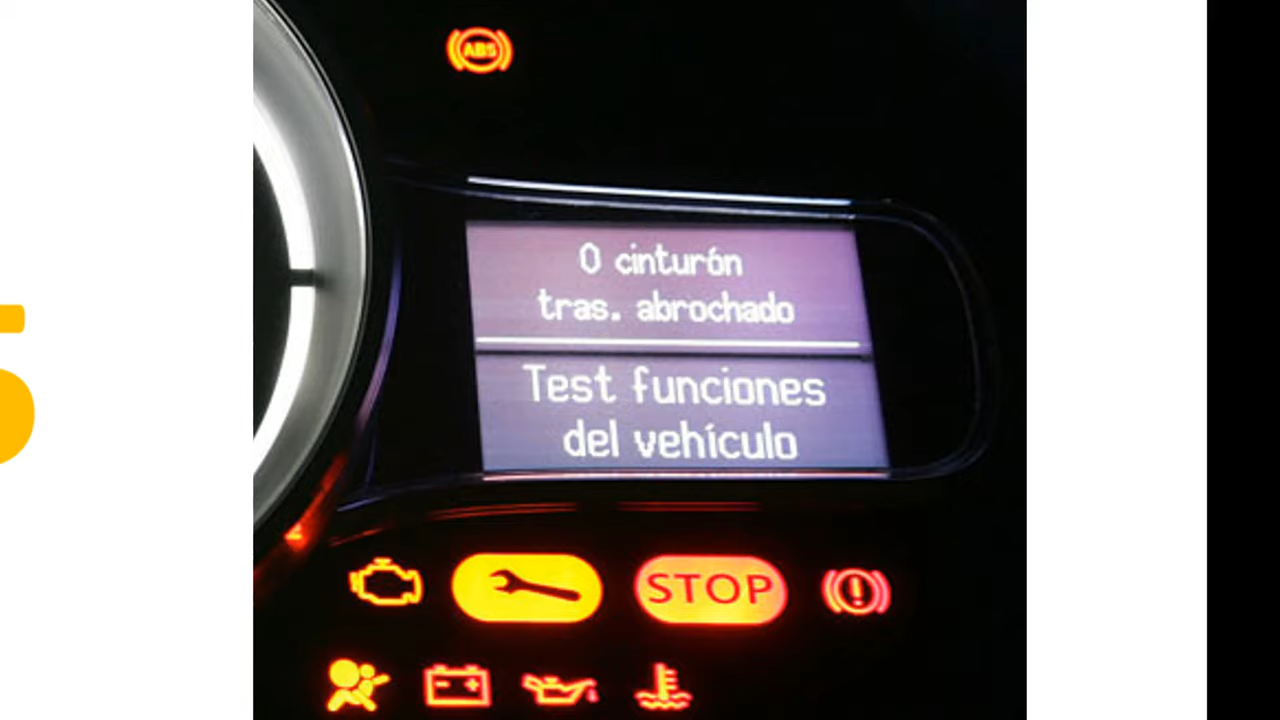 ABS
0 cinturón
tras. abrochado
Test funciones
del vehículo
STOP